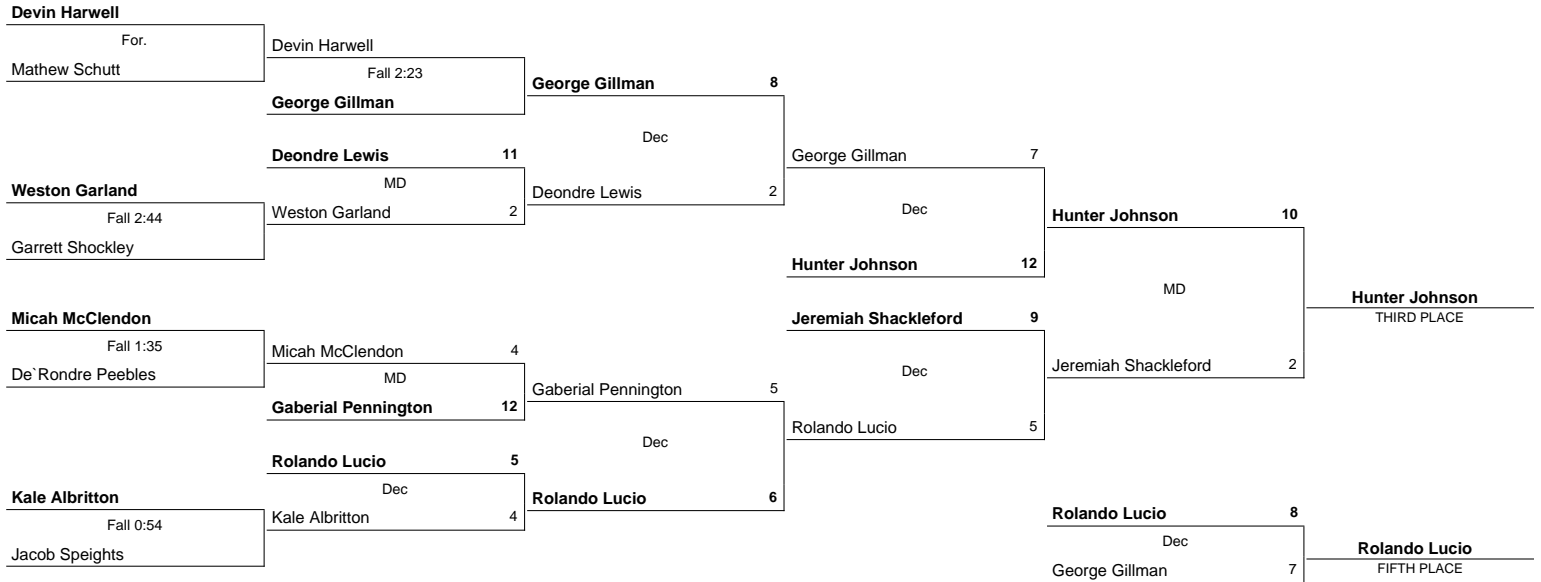 Devin Harwell
For.
Mathew Schutt
Weston Garland
Fall 2:44
Garrett Shockley
Micah McClendon
Fall 1:35
De`Rondre Peebles
Kale Albritton
Fall 0:54
Jacob Speights
Devin Harwell
Fall 2:23
George Gillman
Deondre Lewis 11
MD
Weston Garland 2
Micah McClendon 4
MD
Gaberial Pennington 12
Rolando Lucio 5
Dec
Kale Albritton 4
George Gillman 8
Dec
Deondre Lewis 2
Gaberial Pennington 5
Dec
Rolando Lucio 6
George Gillman 7
Dec
Hunter Johnson 12
Jeremiah Shackleford 9
Dec
Rolando Lucio 5
Hunter Johnson 10
MD
Jeremiah Shackleford 2
Hunter Johnson
THIRD PLACE
Rolando Lucio 8
Dec
George Gillman 7
Rolando Lucio
FIFTH PLACE